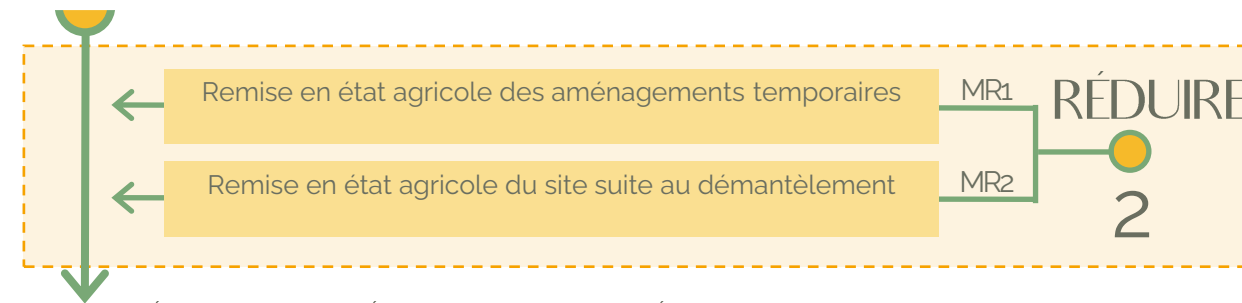 Remise en état agricole des aménagements temporaires
MR1
RÉDUIRE
Remise en état agricole du site suite au démantèlement
MR2
2